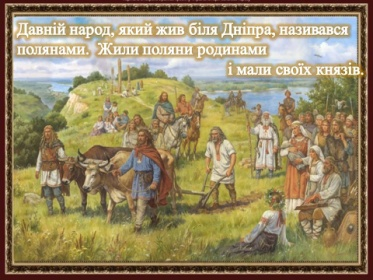 Давній народ, який жив біля Дніпра, називався
полянами. Жили поляни родинами
і мали своїх князів.